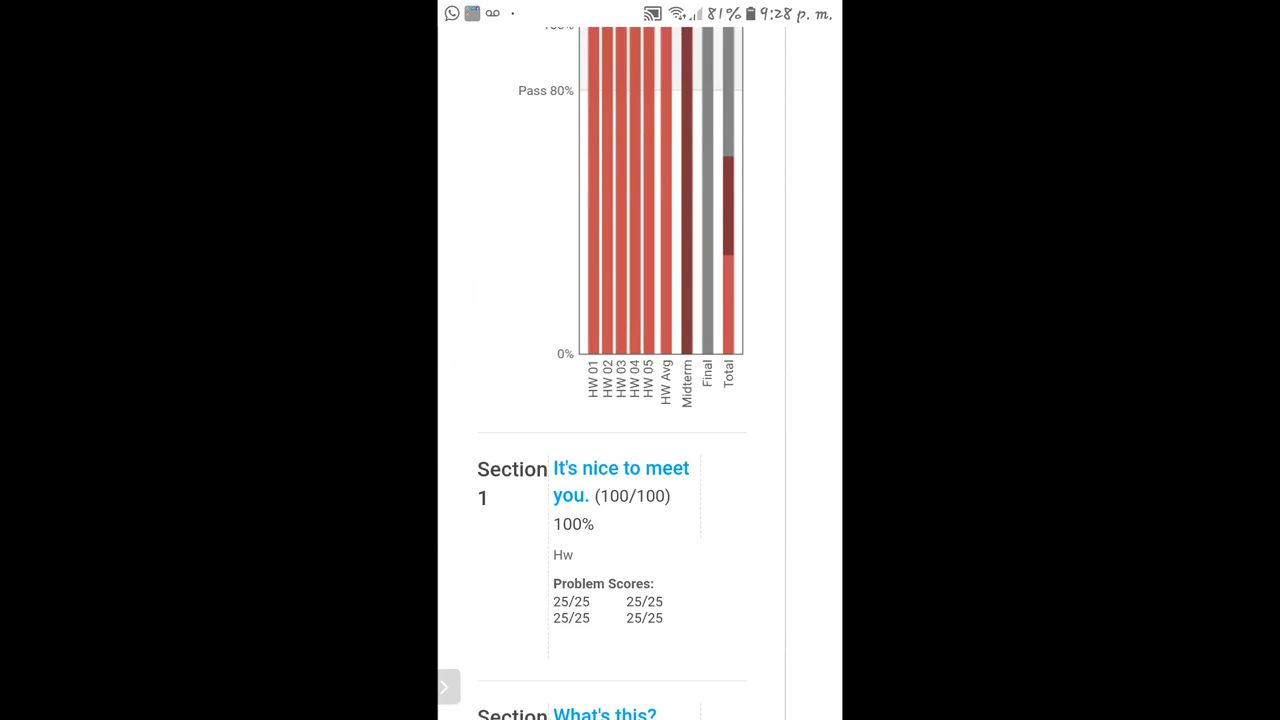 81% 9:28 p. m.
100%
Pass 80%
0%
HW 01
HW 02
HW 03
HW 04
HW 05
HW Avg
Midterm
Final
Total
Section
1
It's nice to meet
you. (100/100)
100%
Hw
Problem Scores:
25/25 25/25
25/25 25/25
Section What's this?